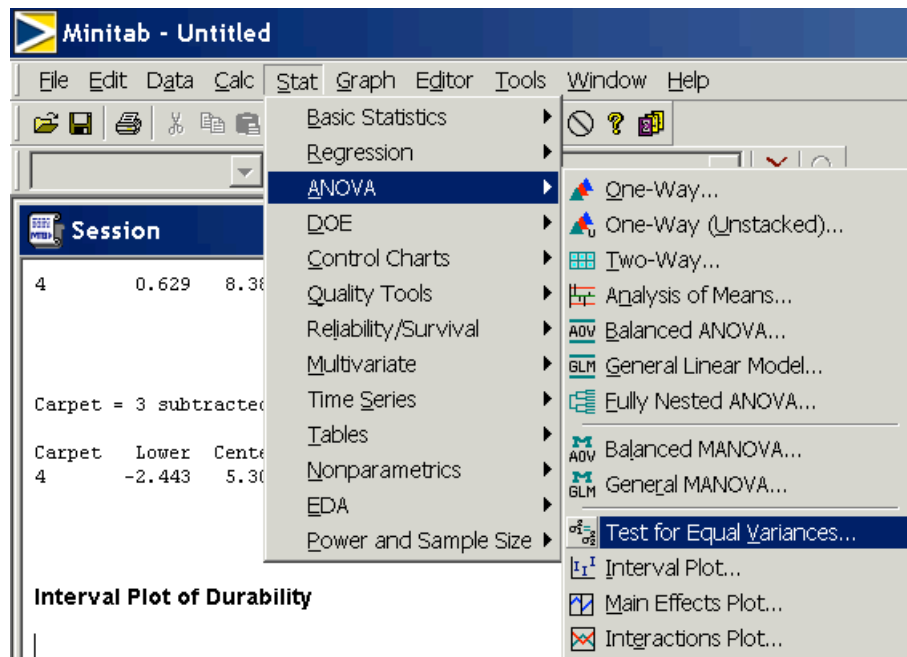 Minitab - Untitled
File Edit Data Calc Stat Graph Editor Tools Window Help
Basic Statistics
Regression
ANOVA
DOE
Control Charts
Quality Tools
Reliability/Survival
Multivariate
Time Series
Tables
Nonparametrics
EDA
Power and Sample Size
One-Way...
One-Way (Unstacked)...
Two-Way...
Analysis of Means...
AOV Balanced ANOVA...
GLM General Linear Model...
Fully Nested ANOVA...
M AOV Balanced MANOVA...
M GLM General MANOVA...
Test for Equal Variances...
Interval Plot...
Main Effects Plot...
Interactions Plot...
Session
4 0.629
Carpet = 3
Carpet Lower
4 -2.443
Interval Plot of Durability